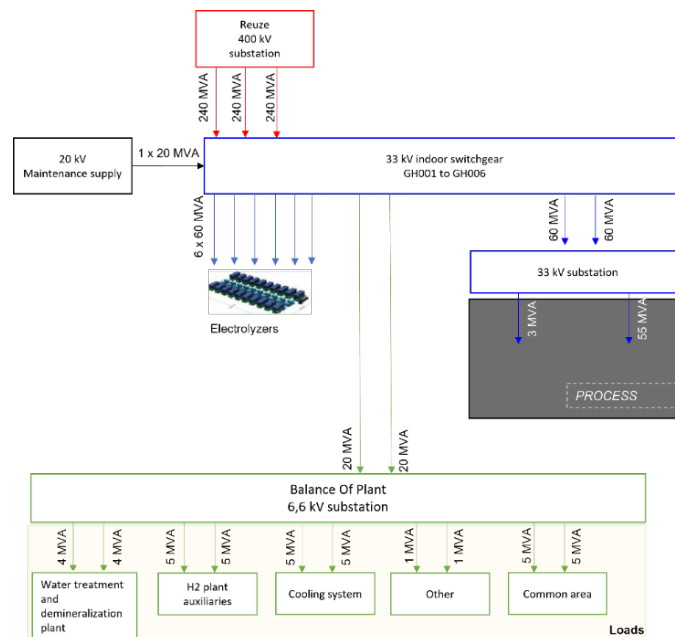 Reuze
400 kV
substation
240 MVA
240 MVA
240 MVA
20 kV
Maintenance supply
1 x 20 MVA
33 kV indoor switchgear
GH001 to GH006
6 x 60 MVA
60 MVA
60 MVA
33 kV substation
Electrolyzers
3 MVA
55 MVA
PROCESS
20 MVA
20 MVA
Balance Of Plant
6,6 kV substation
4 MVA
4 MVA
5 MVA
5 MVA
5 MVA
5 MVA
1 MVA
1 MVA
5 MVA
5 MVA
Water treatment
and
demineralization
plant
H2 plant
auxiliaries
Cooling system
Other
Common area
Loads